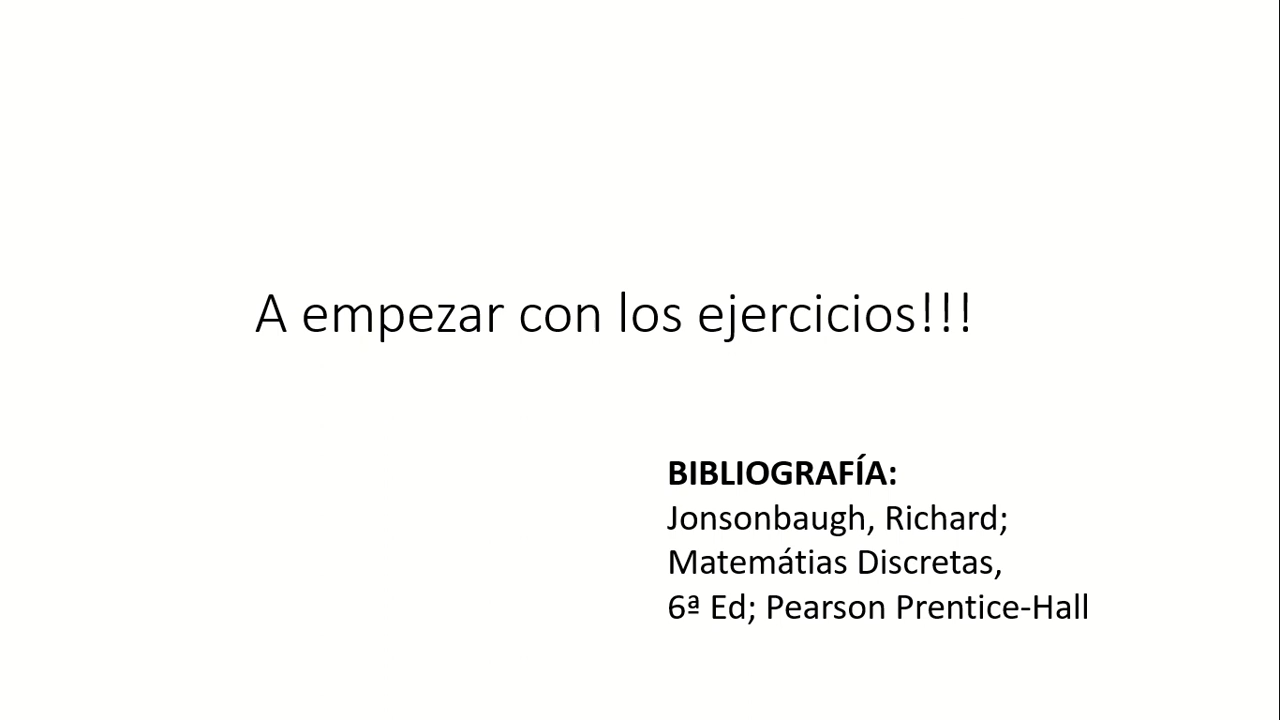 A empezar con los ejercicios!!!
BIBLIOGRAFÍA:
Jonsonbaugh, Richard;
Matemátias Discretas,
6ª Ed; Pearson Prentice-Hall